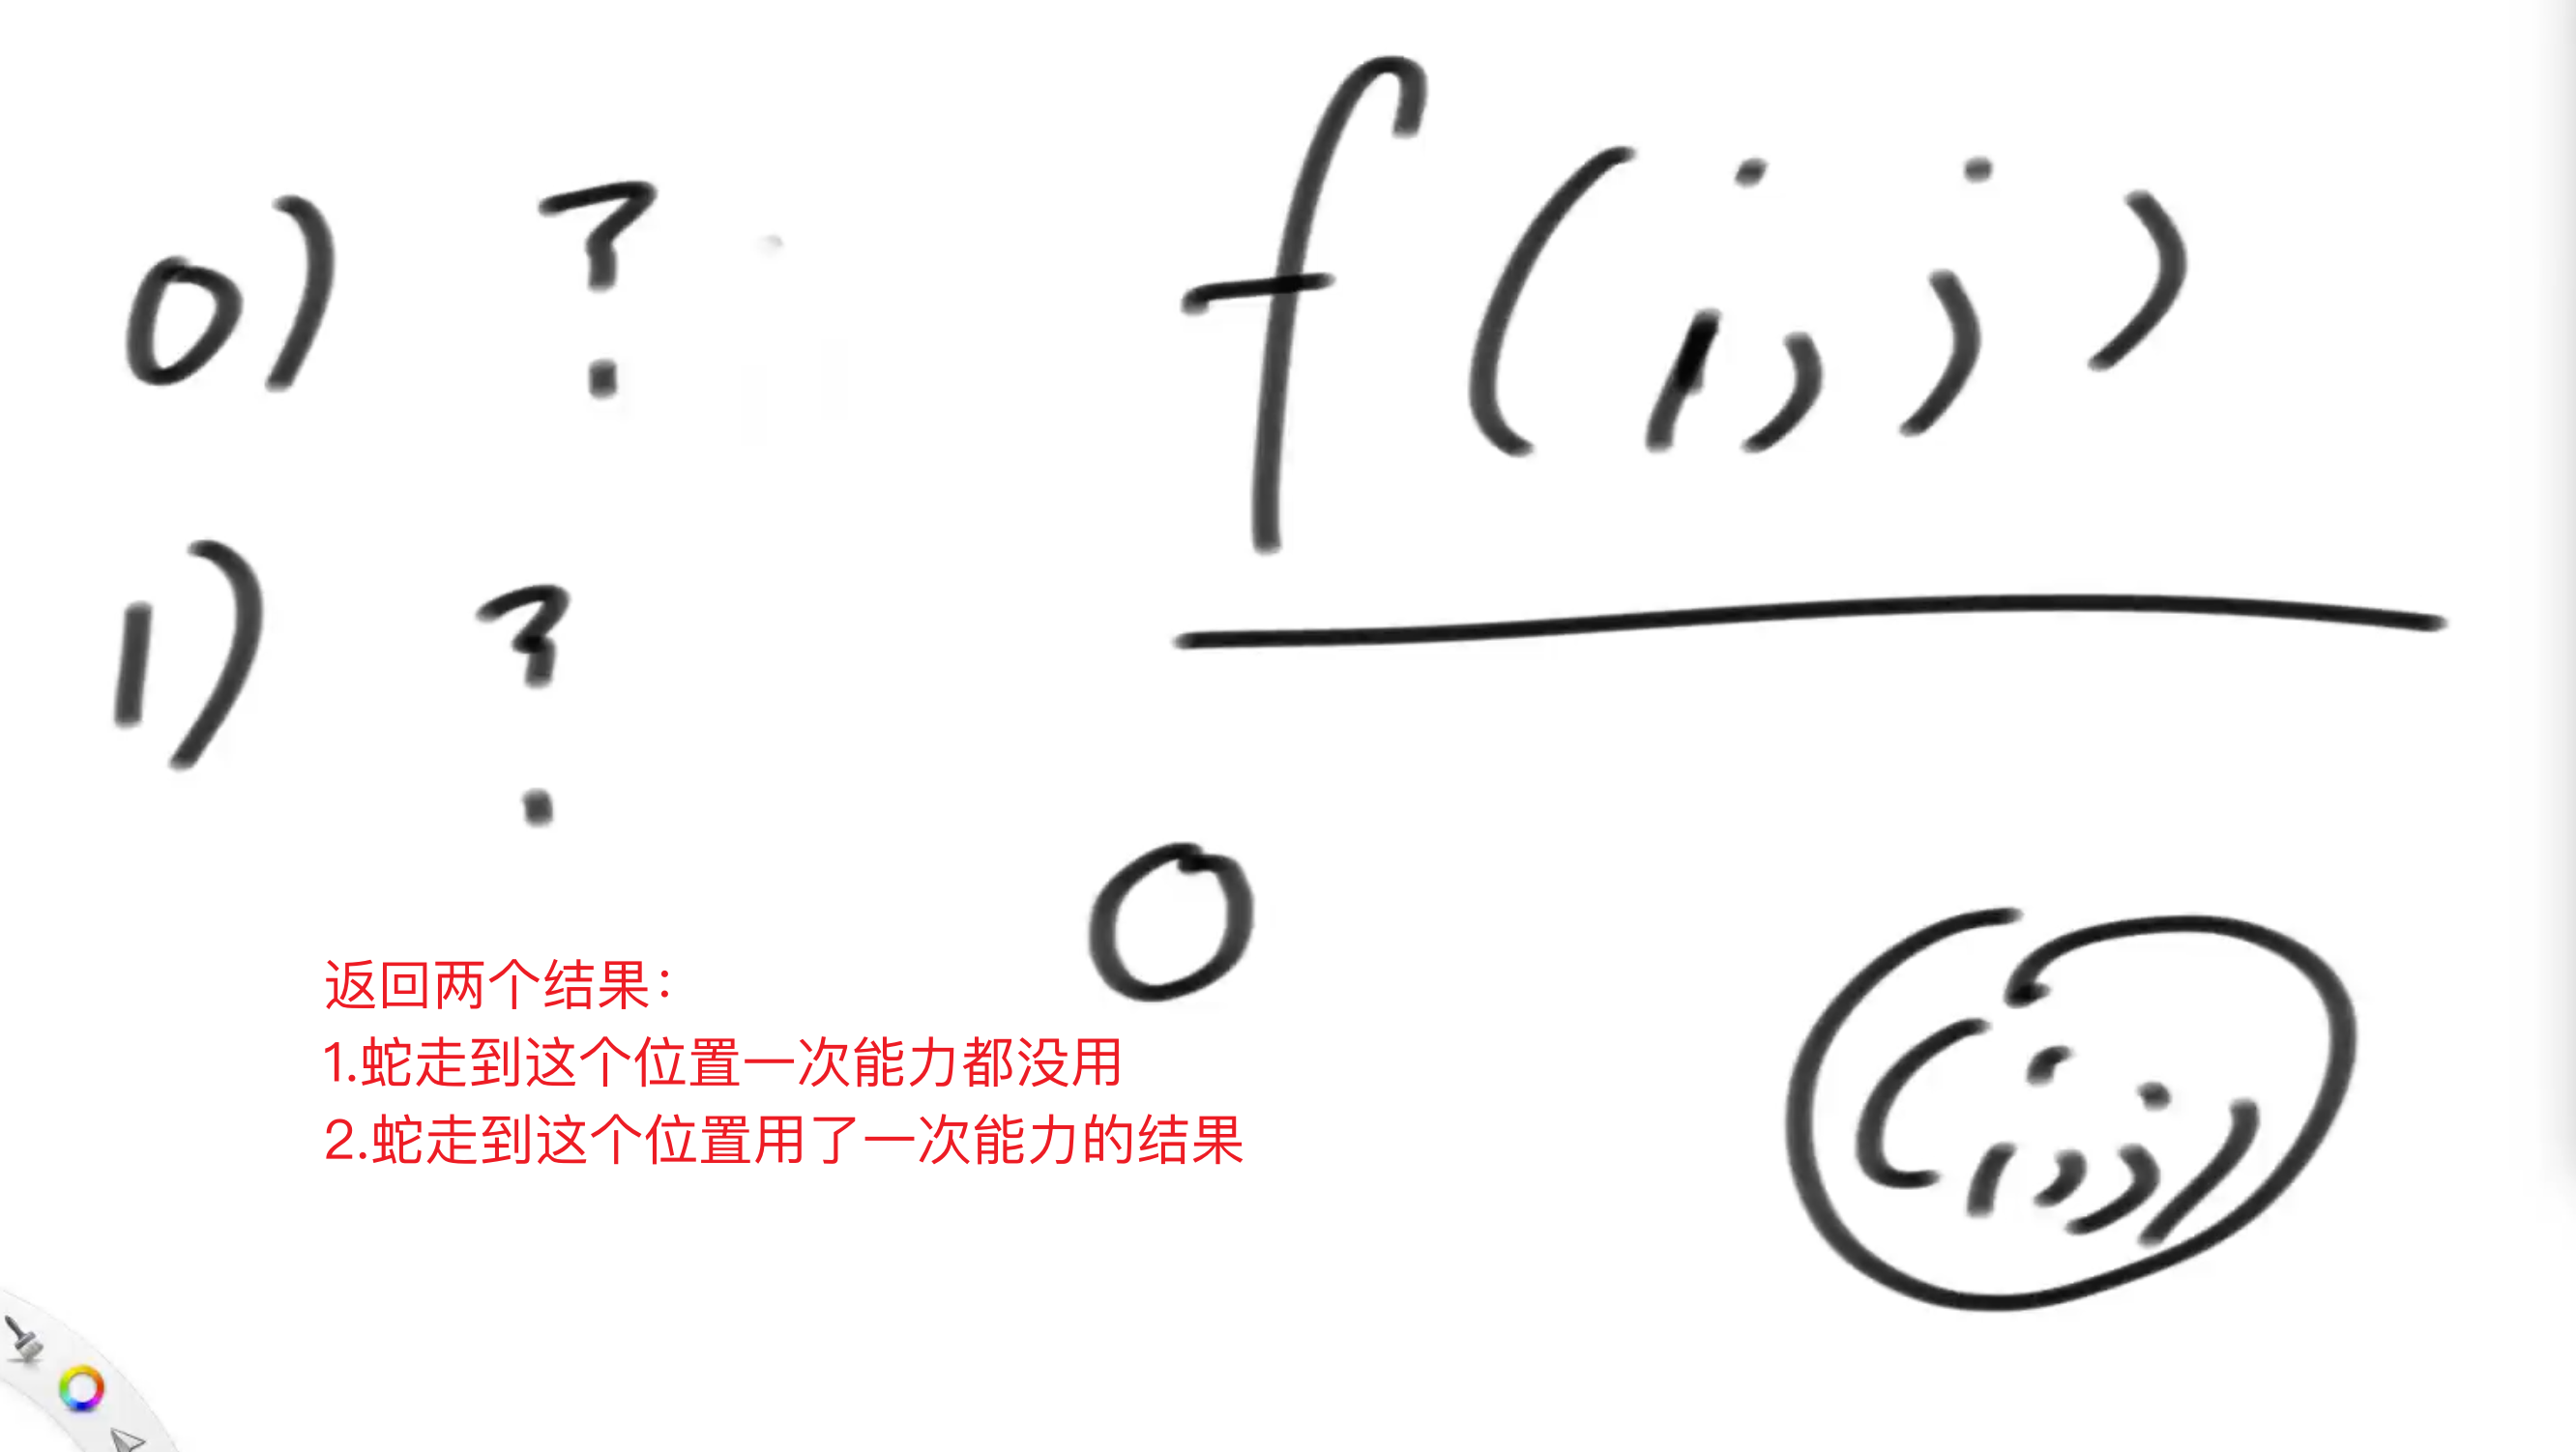 0) ?
f(i,j)
1) ?
0
(i,j)
返回两个结果：
1.蛇走到这个位置一次能力都没用
2.蛇走到这个位置用了一次能力的结果